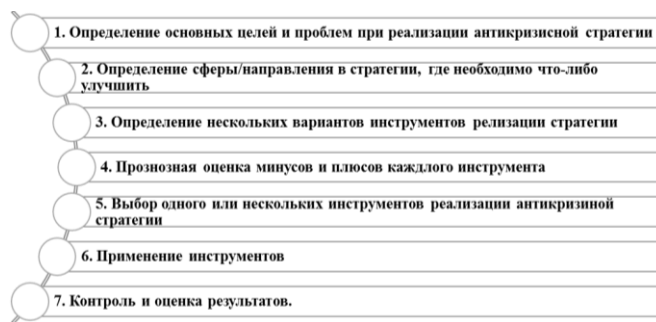 1. Определение основных целей и проблем при реализации антикризисной стратегии
2. Определение сферы/направления в стратегии, где необходимо что-либо
улучшить
3. Определение нескольких вариантов инструментов релизации стратегии
4. Прознозная оценка минусов и плюсов каждлого инструмента
5. Выбор одного или нескольких инструментов реализации антикризиной
стратегии
6. Применение инструментов
7. Контроль и оценка результатов.